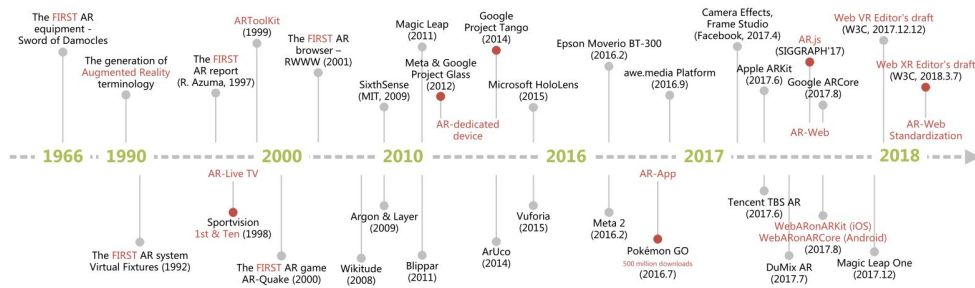 The FIRST AR
equipment -
Sword of Damocles
(1966)
The generation of
Augmented Reality
terminology
(1990)
The FIRST
AR report
(R. Azuma, 1997)
ARToolKit
(1999)
The FIRST AR
browser –
RWWW (2001)
SixthSense
(MIT, 2009)
Magic Leap
(2011)
Meta & Google
Project Glass
(2012)
AR-dedicated
device
Google
Project Tango
(2014)
Microsoft HoloLens
(2015)
Epson Moverio BT-300
(2016.2)
awe.media Platform
(2016.9)
Camera Effects,
Frame Studio
(Facebook, 2017.4)
Apple ARKit
(2017.6)
AR.js
(SIGGRAPH'17)
Google ARCore
(2017.8)
AR-Web
Web VR Editor's draft
(W3C, 2017.12.12)
Web XR Editor's draft
(W3C, 2018.3.7)
AR-Web
Standardization
1966
1990
2000
2010
2016
2017
2018
The FIRST AR system
Virtual Fixtures (1992)
AR-Live TV
Sportvision
1st & Ten (1998)
The FIRST AR game
AR-Quake (2000)
Wikitude
(2008)
Argon & Layer
(2009)
Blippar
(2011)
ArUco
(2014)
Vuforia
(2015)
Meta 2
(2016.2)
AR-App
Pokémon GO
500 million downloads
(2016.7)
Tencent TBS AR
(2017.6)
DuMix AR
(2017.7)
WebARonARKit (iOS)
WebARonARCore (Android)
(2017.8)
Magic Leap One
(2017.12)